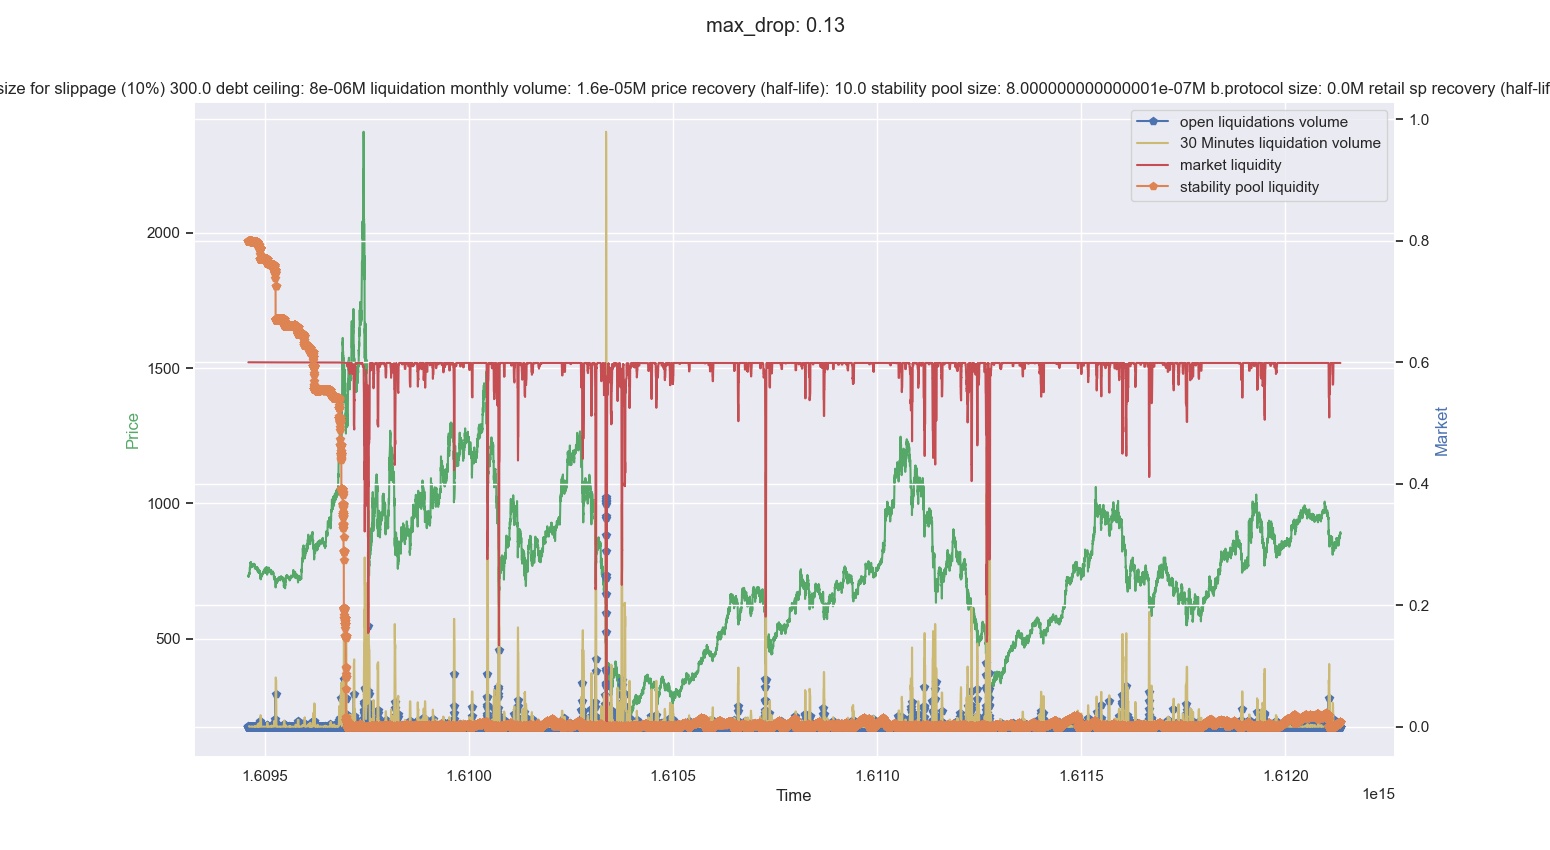 max_drop: 0.13
size for slippage (10%) 300.0 debt ceiling: 8e-06M liquidation monthly volume: 1.6e-05M price recovery (half-life): 10.0 stability pool size: 8.000000000000001e-07M b.protocol size: 0.0M retail sp recovery (half-lif
open liquidations volume
30 Minutes liquidation volume
market liquidity
stability pool liquidity
2000
1500
1000
500
Price
1.0
0.8
0.6
0.4
0.2
0.0
Market
1.6095 1.6100 1.6105 1.6110 1.6115 1.6120
Time
1e15